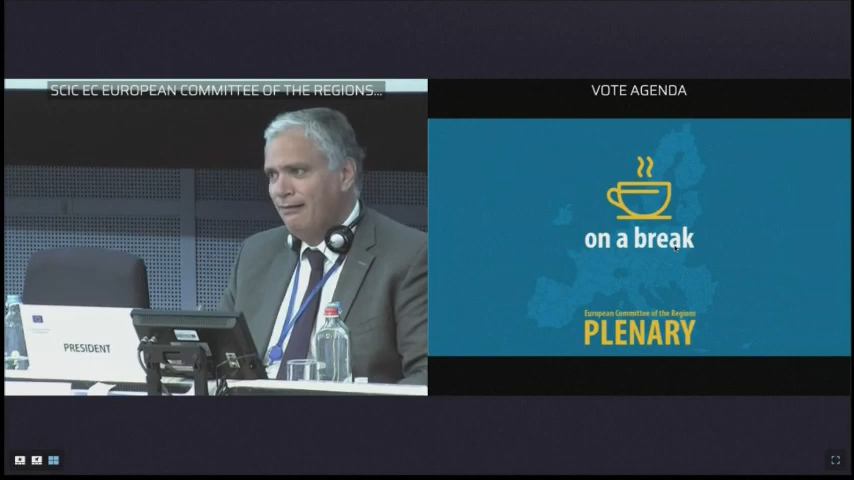 SCIC EC EUROPEAN COMMITTEE OF THE REGIONS...
PRESIDENT
VOTE AGENDA
on a break
European Committee of the Regions
PLENARY